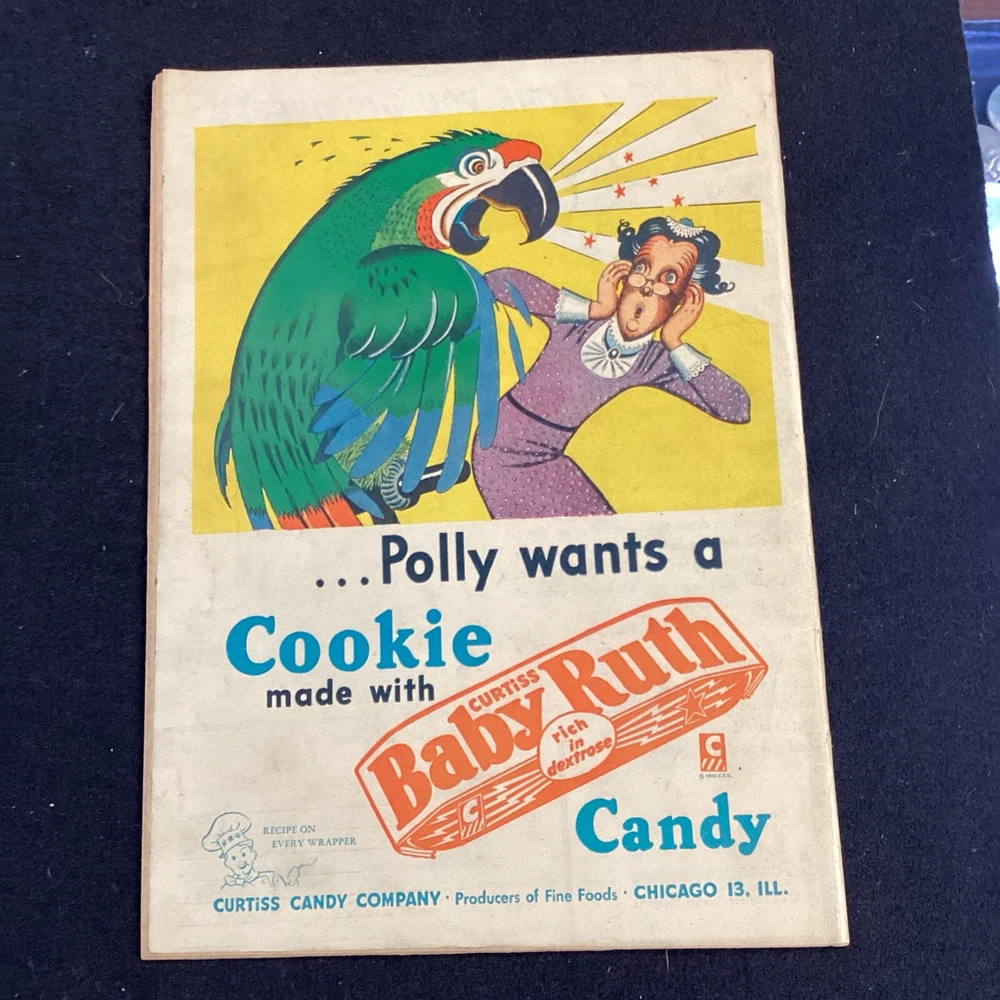 ...Polly wants a
Cookie
made with
CURTiSS
Baby Ruth
rich
in
dextrose
C
C
Candy
RECIPE ON
EVERY WRAPPER
CURTiSS CANDY COMPANY · Producers of Fine Foods · CHICAGO 13, ILL.